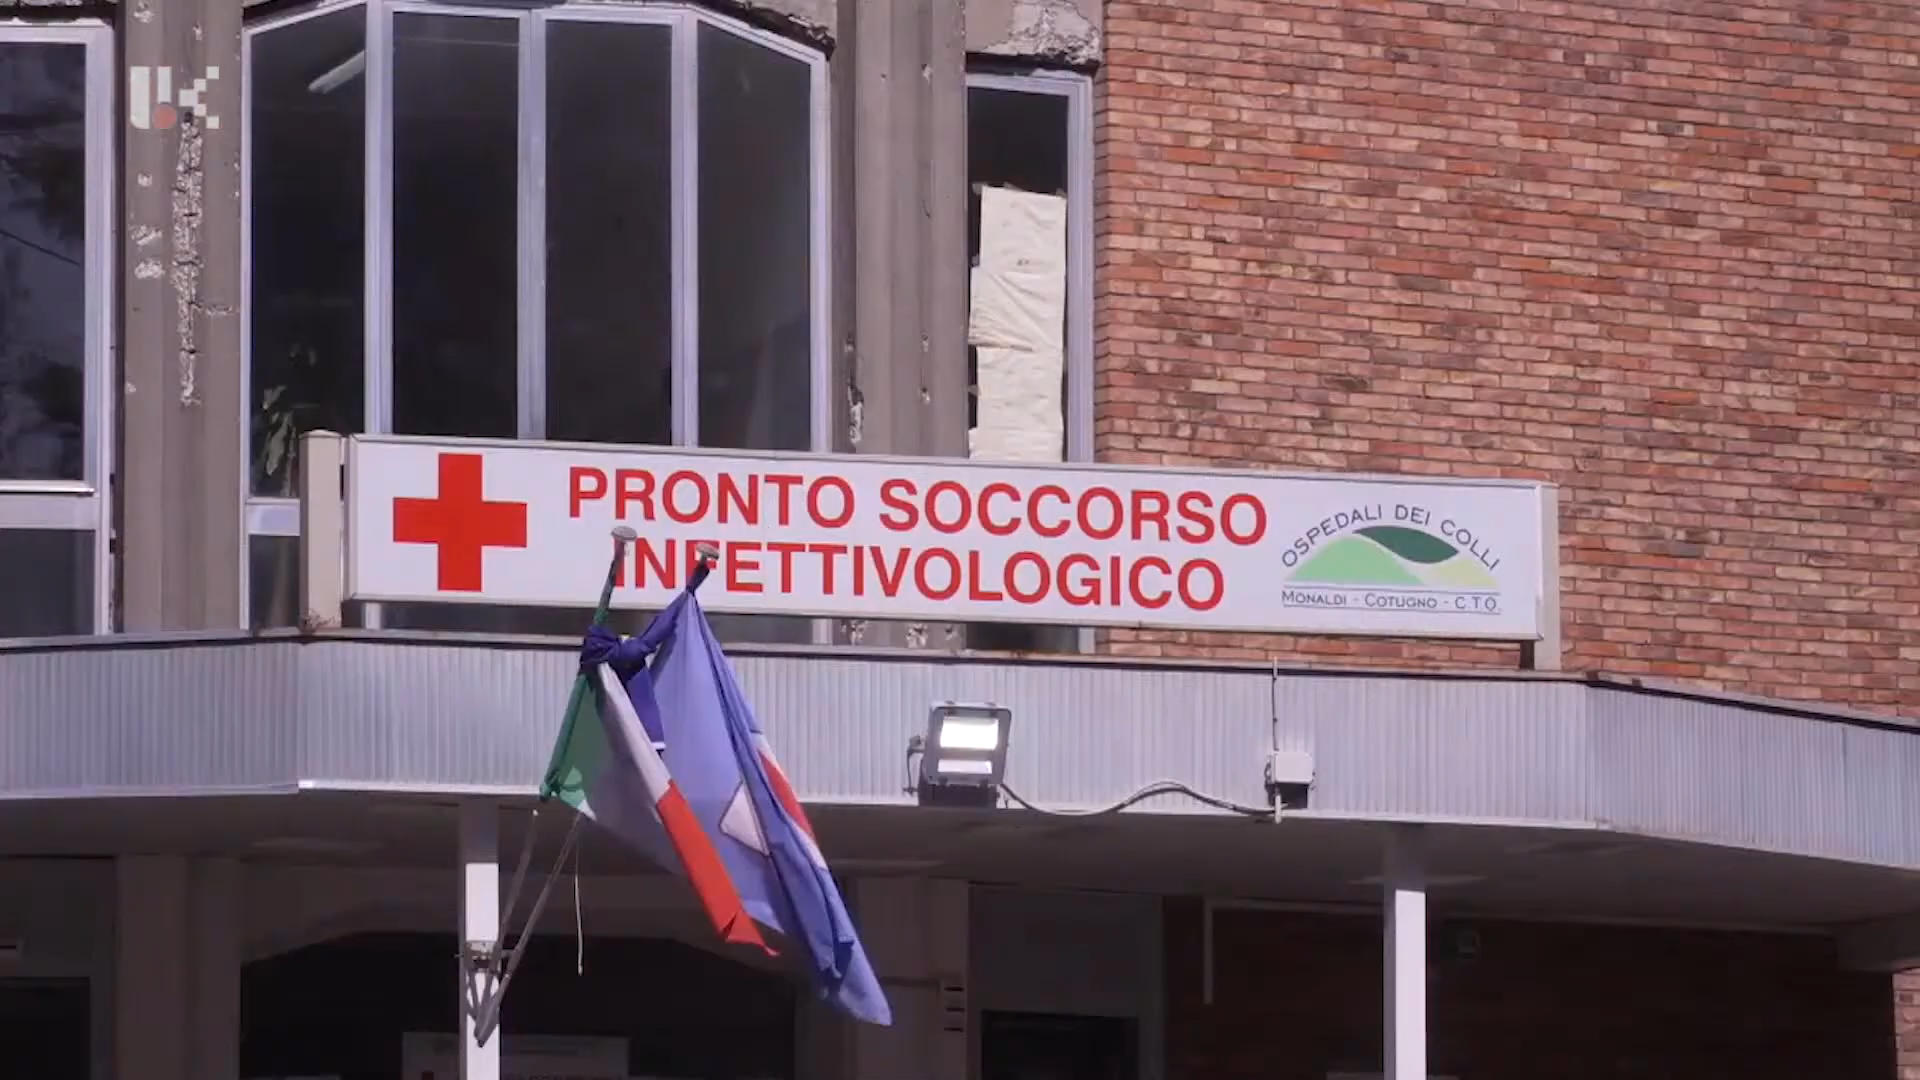 PRONTO SOCCORSO
INFETTIVOLOGICO
OSPEDALI DEI COLLI
MONALDI - COTUGNO - C.T.O.